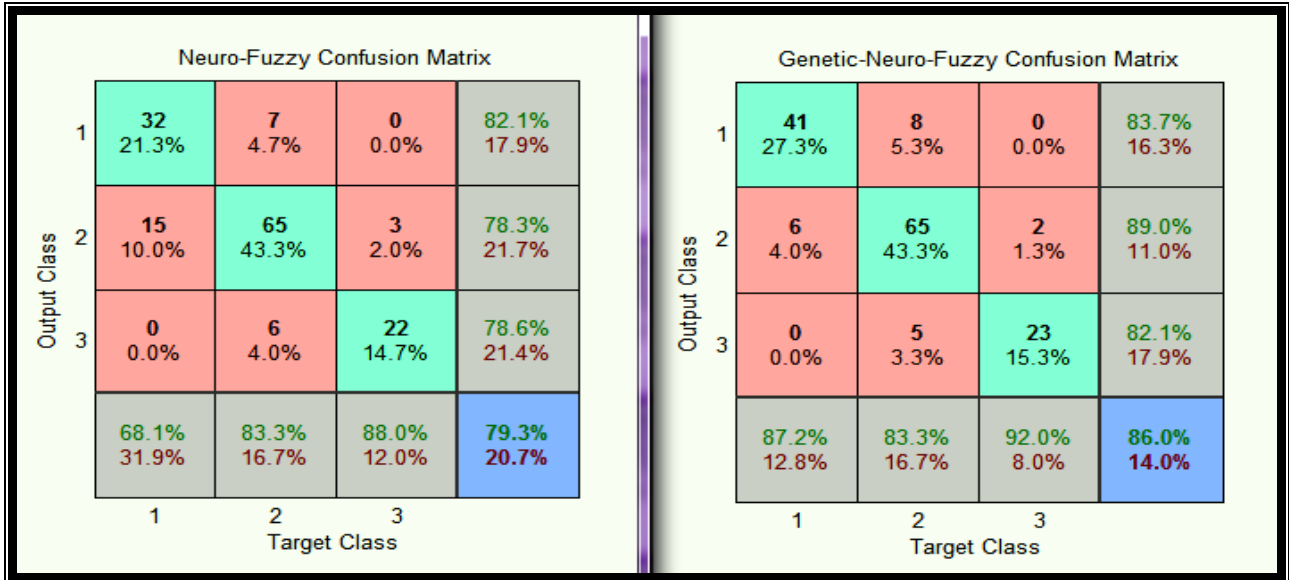 Neuro-Fuzzy Confusion Matrix
32 7 0 82.1%
21.3% 4.7% 0.0% 17.9%
1
15 65 3 78.3%
10.0% 43.3% 2.0% 21.7%
2
0 6 22 78.6%
0.0% 4.0% 14.7% 21.4%
3
68.1% 83.3% 88.0% 79.3%
31.9% 16.7% 12.0% 20.7%
1 2 3
Target Class
Output Class
Genetic-Neuro-Fuzzy Confusion Matrix
41 8 0 83.7%
27.3% 5.3% 0.0% 16.3%
1
6 65 2 89.0%
4.0% 43.3% 1.3% 11.0%
2
0 5 23 82.1%
0.0% 3.3% 15.3% 17.9%
3
87.2% 83.3% 92.0% 86.0%
12.8% 16.7% 8.0% 14.0%
1 2 3
Target Class
Output Class